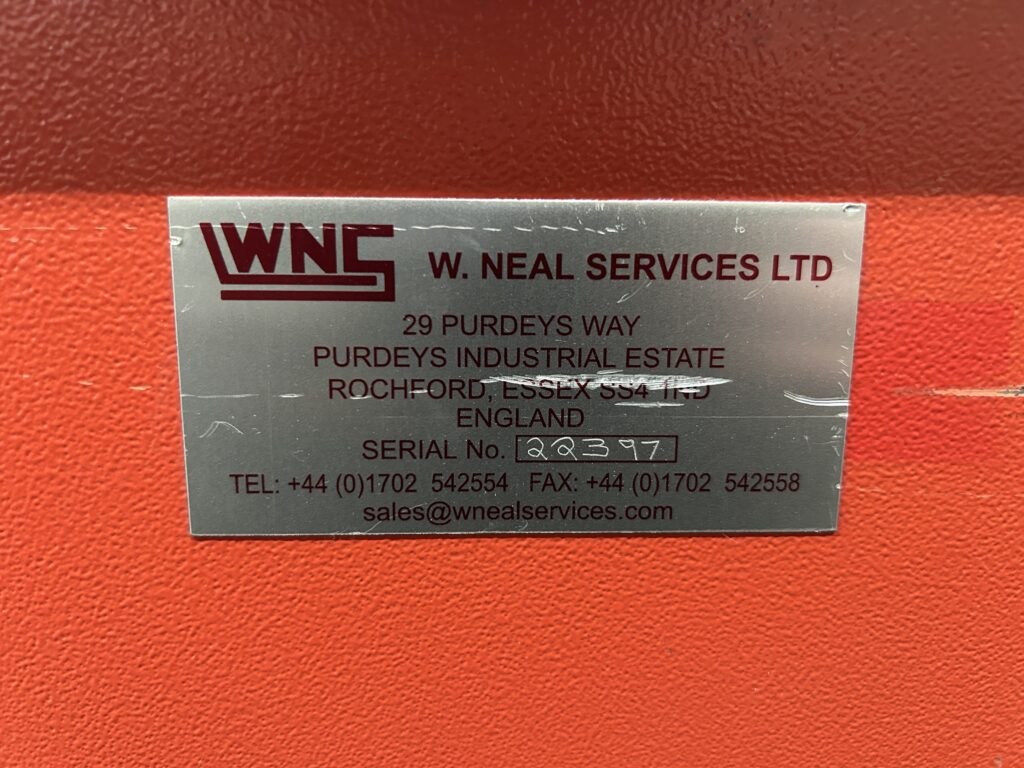 WNS W. NEAL SERVICES LTD
29 PURDEYS WAY
PURDEYS INDUSTRIAL ESTATE
ROCHFORD, ESSEX SS4 1ND
ENGLAND
SERIAL No. 22397
TEL: +44 (0)1702 542554 FAX: +44 (0)1702 542558
sales@wnealservices.com